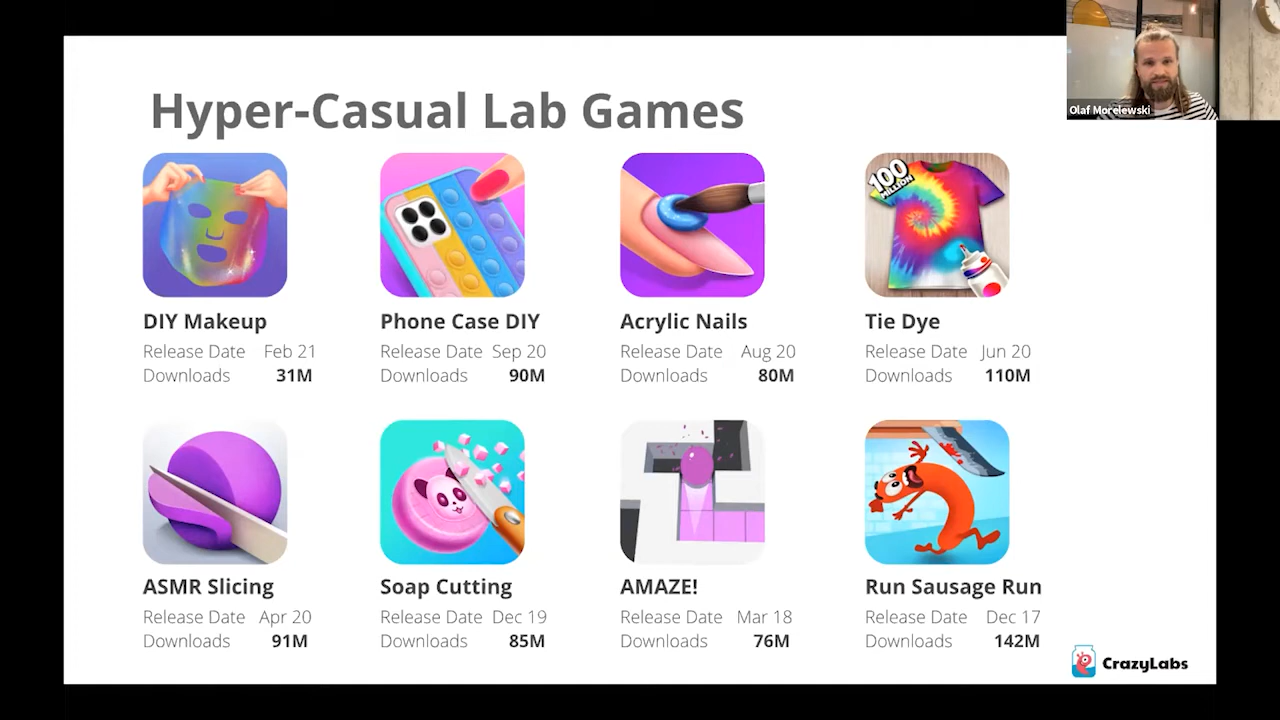 Olaf Morelewski
Hyper-Casual Lab Games
100
MILLION
DIY Makeup
Release Date Feb 21
Downloads 31M
Phone Case DIY
Release Date Sep 20
Downloads 90M
Acrylic Nails
Release Date Aug 20
Downloads 80M
Tie Dye
Release Date Jun 20
Downloads 110M
ASMR Slicing
Release Date Apr 20
Downloads 91M
Soap Cutting
Release Date Dec 19
Downloads 85M
AMAZE!
Release Date Mar 18
Downloads 76M
Run Sausage Run
Release Date Dec 17
Downloads 142M
CrazyLabs